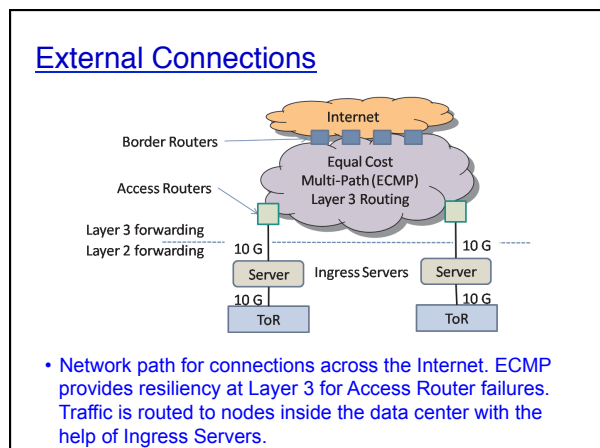 External Connections
Internet
Border Routers
Equal Cost
Multi-Path (ECMP)
Layer 3 Routing
Access Routers
Layer 3 forwarding
Layer 2 forwarding
10 G
10 G
Server
Ingress Servers
Server
10 G
10 G
ToR
ToR
• Network path for connections across the Internet. ECMP
provides resiliency at Layer 3 for Access Router failures.
Traffic is routed to nodes inside the data center with the
help of Ingress Servers.